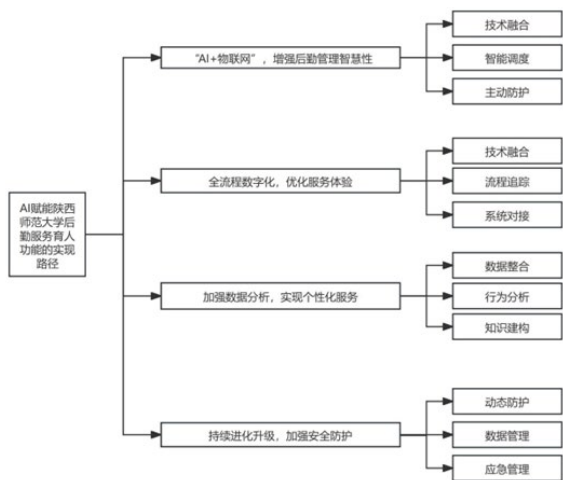 AI赋能陕西
师范大学后
勤服务育人
功能的实现
路径
“AI+物联网”，增强后勤管理智慧性
技术融合
智能调度
主动防护
全流程数字化，优化服务体验
技术融合
流程追踪
系统对接
加强数据分析，实现个性化服务
数据整合
行为分析
知识建构
持续进化升级，加强安全防护
动态防护
数据管理
应急管理